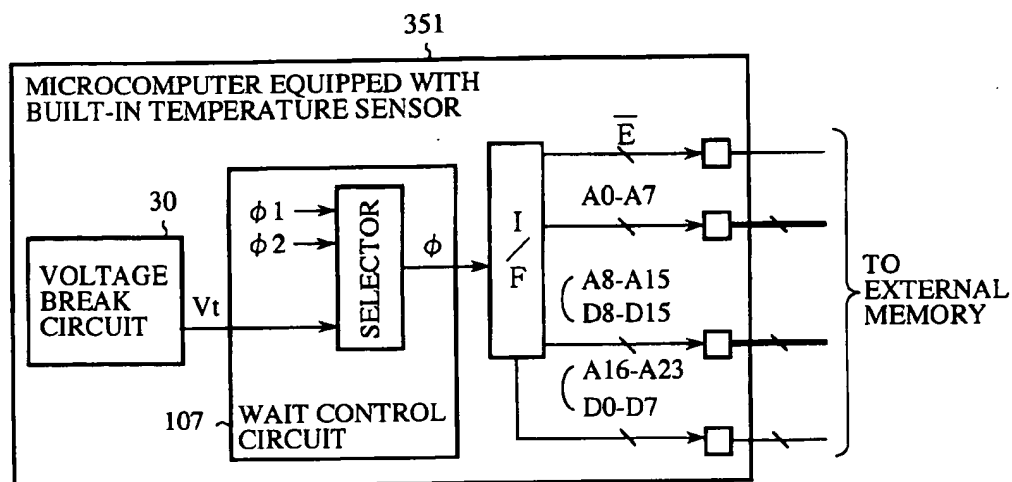 351
MICROCOMPUTER EQUIPPED WITH
BUILT-IN TEMPERATURE SENSOR
30
VOLTAGE
BREAK
CIRCUIT
Vt
ϕ1
ϕ2
SELECTOR
ϕ
107
WAIT CONTROL
CIRCUIT
I/F
E̅
A0-A7
A8-A15
D8-D15
A16-A23
D0-D7
TO
EXTERNAL
MEMORY